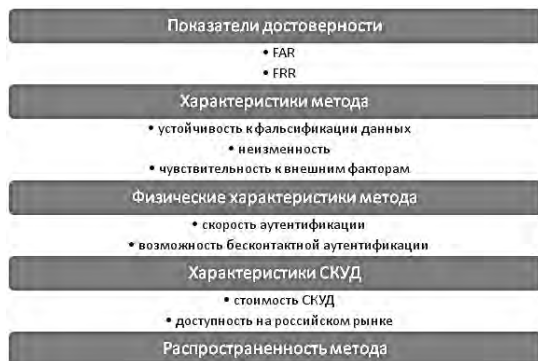 Показатели достоверности
• FAR
• FRR
Характеристики метода
• устойчивость к фальсификации данных
• неизменность
• чувствительность к внешним факторам
Физические характеристики метода
• скорость аутентификации
• возможность бесконтактной аутентификации
Характеристики СКУД
• стоимость СКУД
• доступность на российском рынке
Распространенность метода